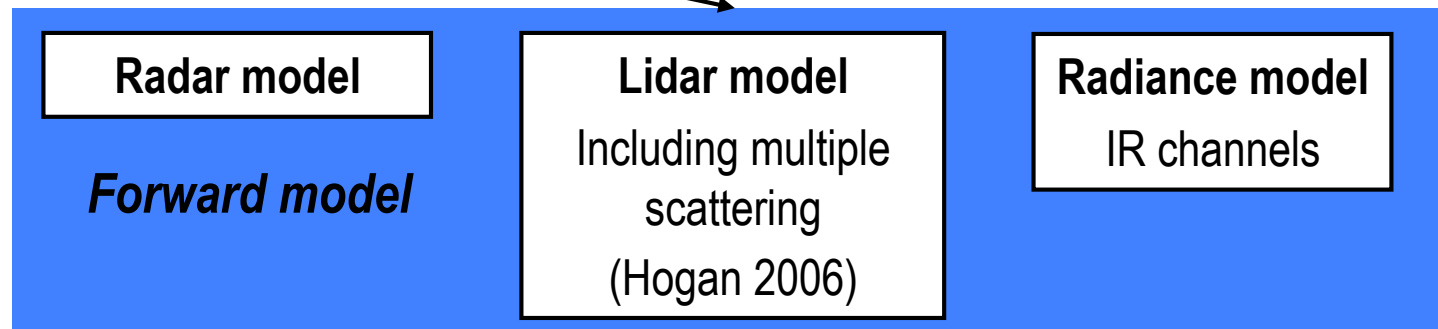 Radar model
Forward model
Lidar model
Including multiple
scattering
(Hogan 2006)
Radiance model
IR channels